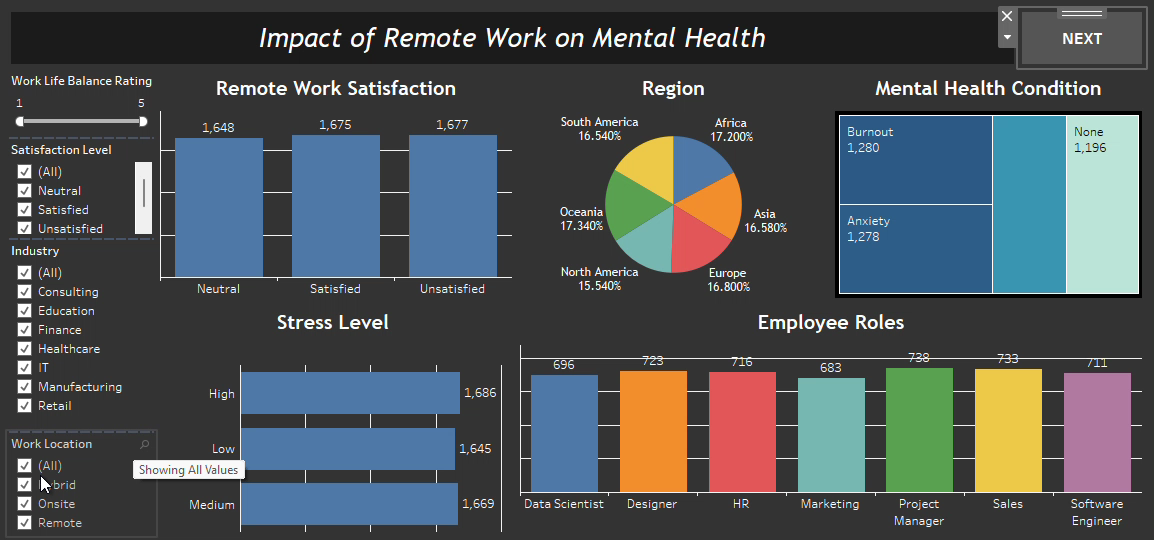 Impact of Remote Work on Mental Health
NEXT
Work Life Balance Rating
1 5
Satisfaction Level
(All)
Neutral
Satisfied
Unsatisfied
Industry
(All)
Consulting
Education
Finance
Healthcare
IT
Manufacturing
Retail
Work Location
(All)
Onsite
Remote
Showing All Values
Remote Work Satisfaction
1,648 1,675 1,677
Neutral Satisfied Unsatisfied
Region
South America
16.540%
Africa
17.200%
Oceania
17.340%
Asia
16.580%
North America
15.540%
Europe
16.800%
Mental Health Condition
Burnout
1,280
Anxiety
1,278
None
1,196
Stress Level
High 1,686
Low 1,645
Medium 1,669
Employee Roles
696 723 716 683 738 733 711
Data Scientist Designer HR Marketing Project Sales Software
Manager Engineer